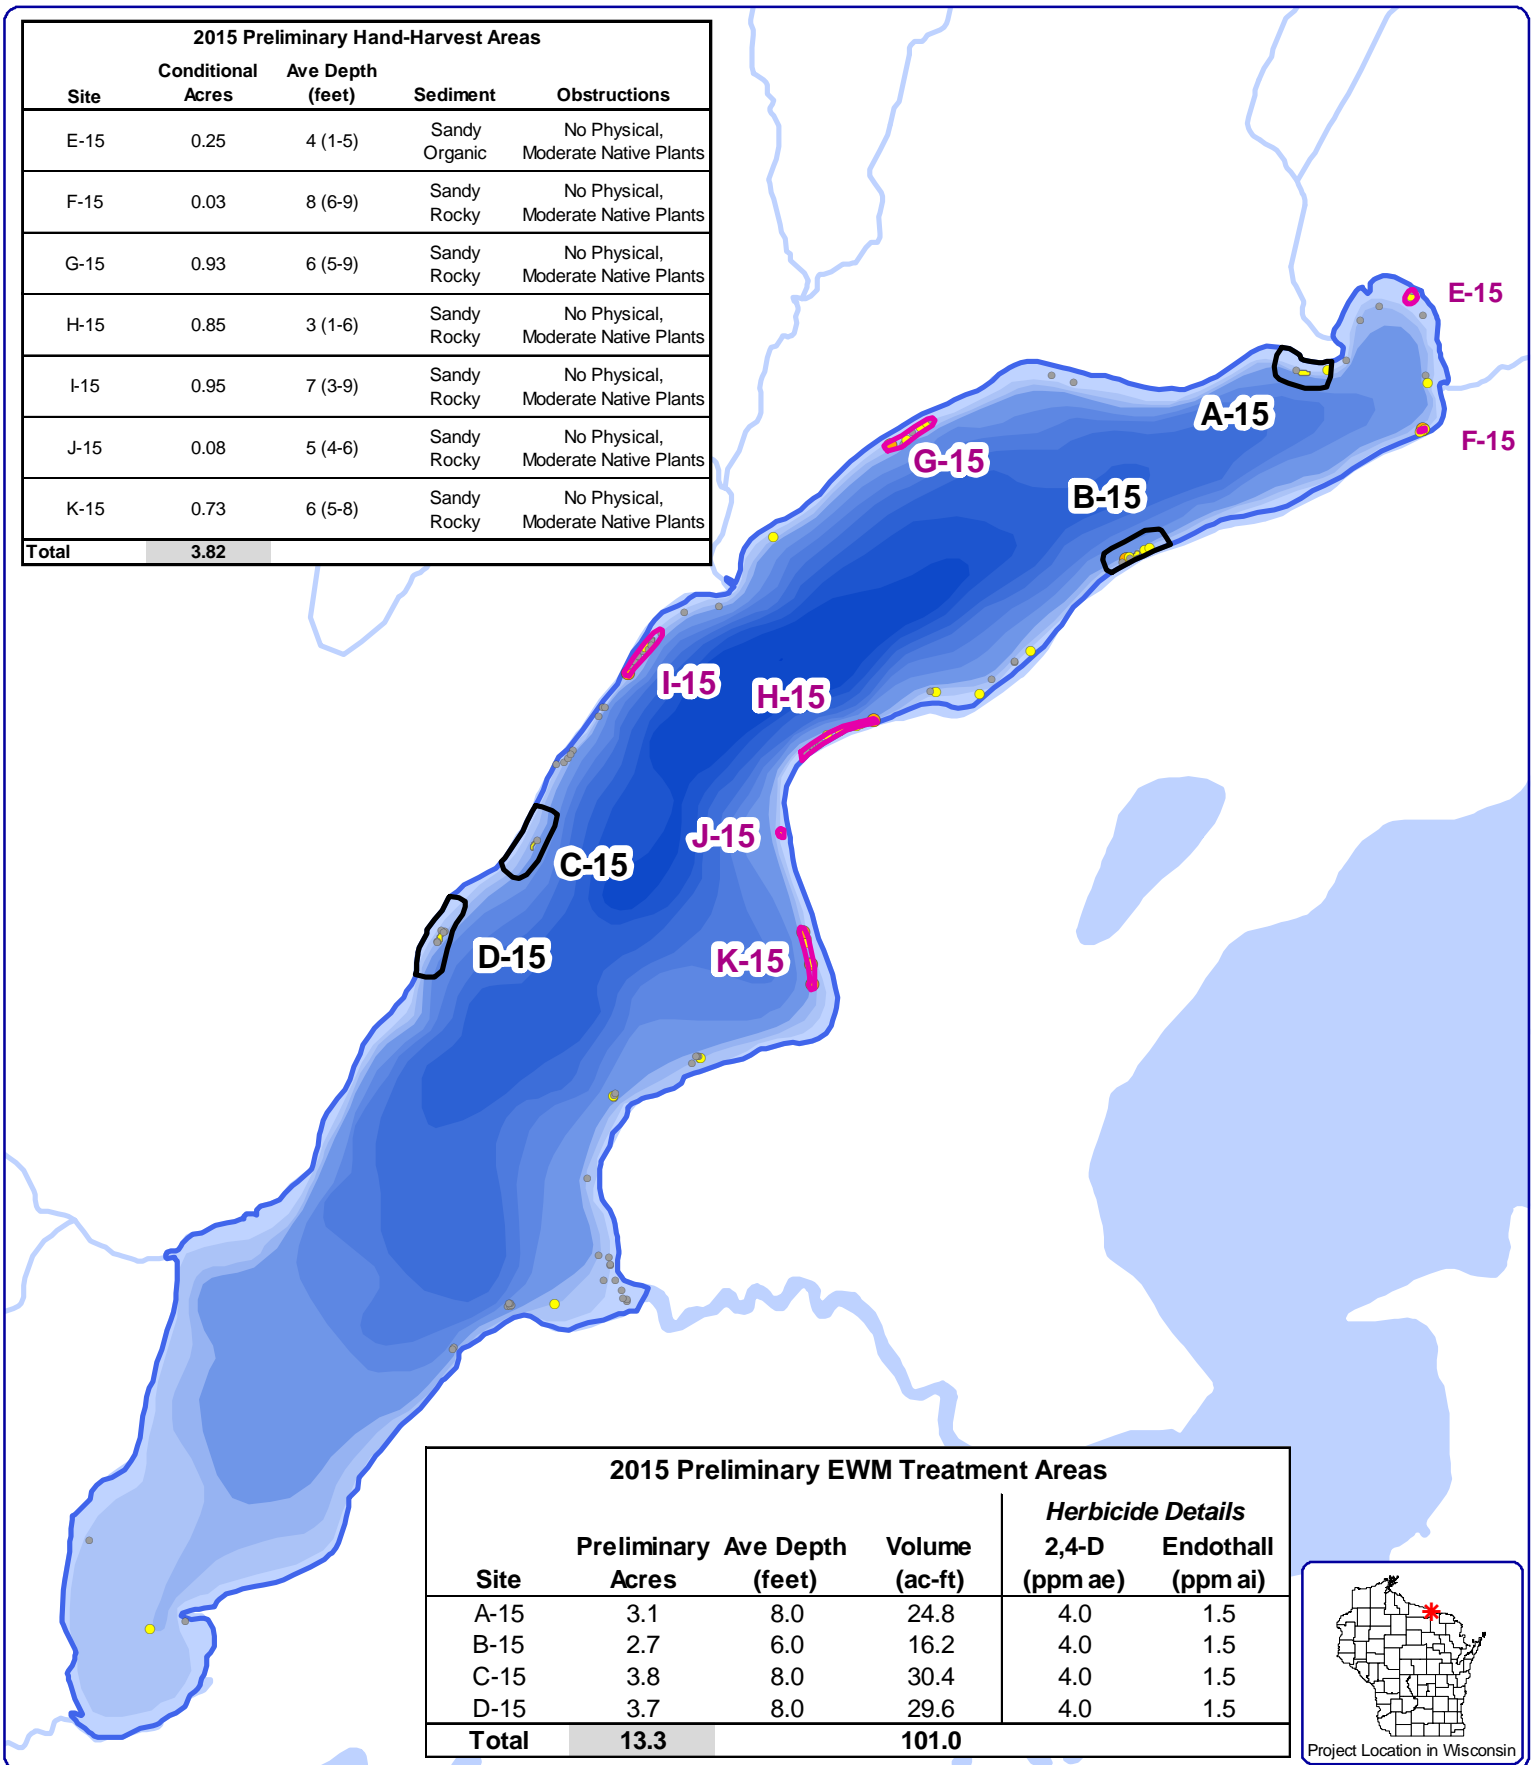 2015 Preliminary Hand-Harvest Areas
Conditional Ave Depth
Site Acres (feet) Sediment Obstructions
E-15 0.25 4 (1-5) Sandy Organic No Physical, Moderate Native Plants
F-15 0.03 8 (6-9) Sandy Rocky No Physical, Moderate Native Plants
G-15 0.93 6 (5-9) Sandy Rocky No Physical, Moderate Native Plants
H-15 0.85 3 (1-6) Sandy Rocky No Physical, Moderate Native Plants
I-15 0.95 7 (3-9) Sandy Rocky No Physical, Moderate Native Plants
J-15 0.08 5 (4-6) Sandy Rocky No Physical, Moderate Native Plants
K-15 0.73 6 (5-8) Sandy Rocky No Physical, Moderate Native Plants
Total 3.82
E-15
A-15
F-15
G-15
B-15
I-15
H-15
J-15
C-15
D-15
K-15
2015 Preliminary EWM Treatment Areas
Herbicide Details
Preliminary Ave Depth Volume 2,4-D Endothall
Site Acres (feet) (ac-ft) (ppm ae) (ppm ai)
A-15 3.1 8.0 24.8 4.0 1.5
B-15 2.7 6.0 16.2 4.0 1.5
C-15 3.8 8.0 30.4 4.0 1.5
D-15 3.7 8.0 29.6 4.0 1.5
Total 13.3 101.0
Project Location in Wisconsin